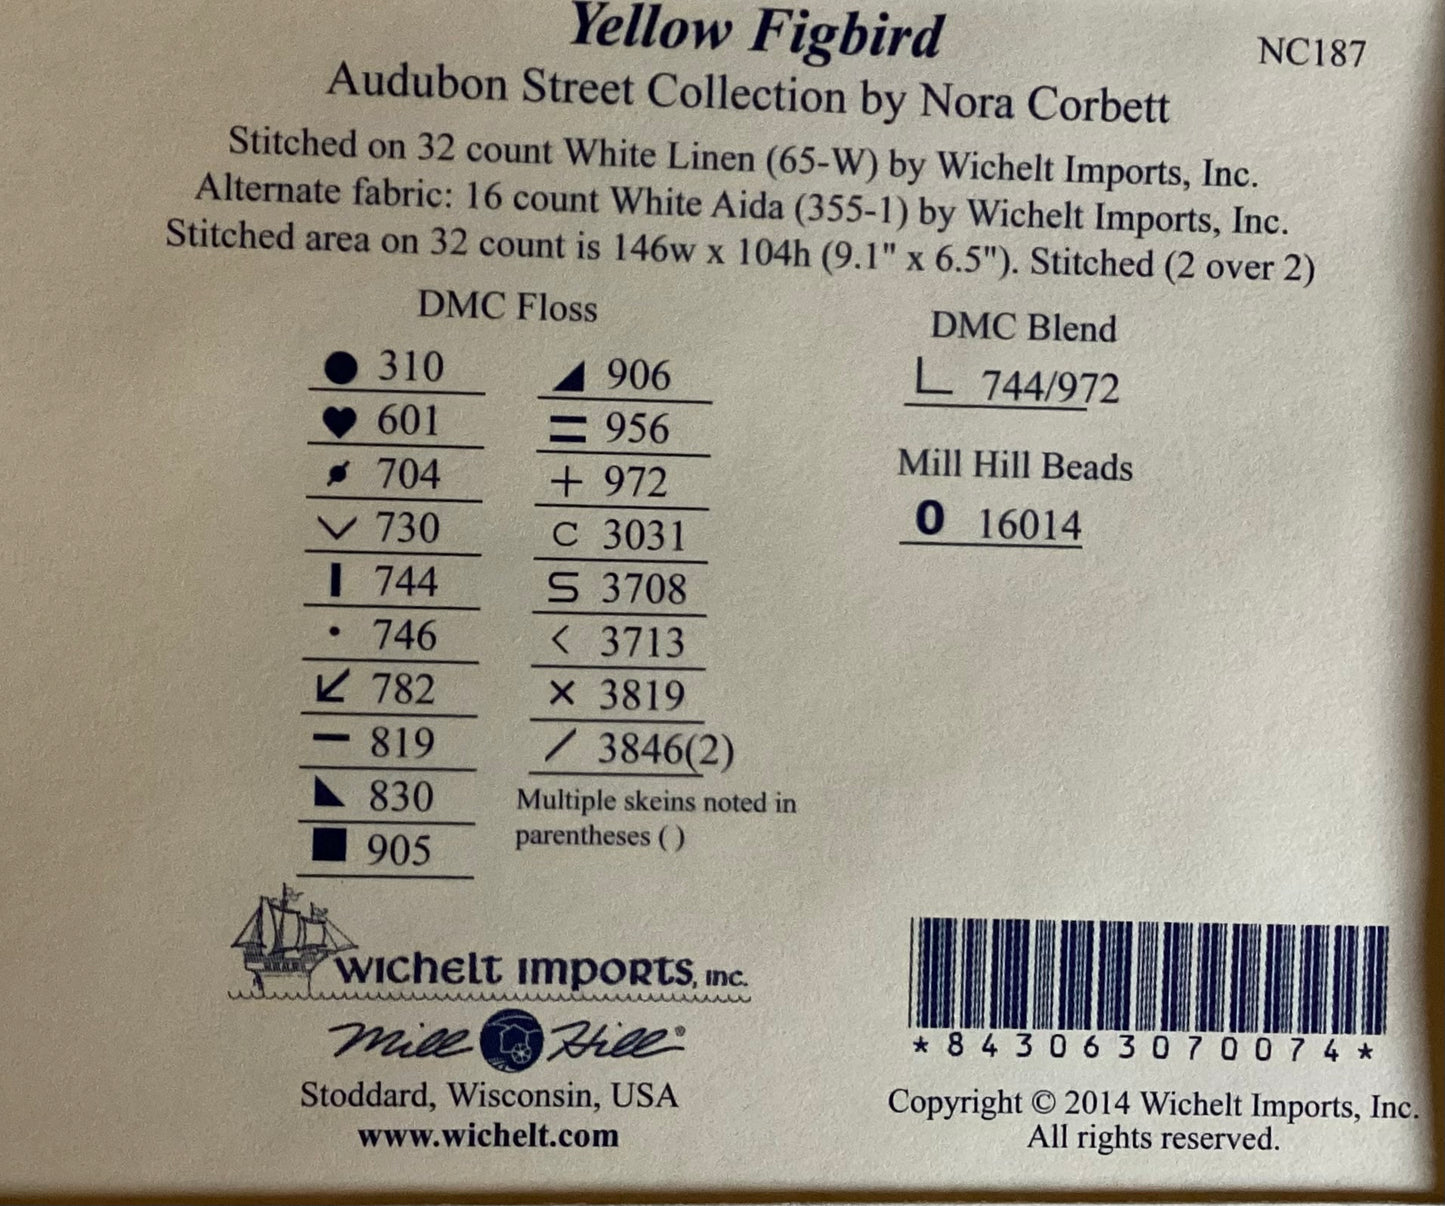 Yellow Figbird
NC187
Audubon Street Collection by Nora Corbett
Stitched on 32 count White Linen (65-W) by Wichelt Imports, Inc.
Alternate fabric: 16 count White Aida (355-1) by Wichelt Imports, Inc.
Stitched area on 32 count is 146w x 104h (9.1" x 6.5"). Stitched (2 over 2)
DMC Floss
● 310
♥ 601
704
730
744
• 746
↙ 782
— 819
◣ 830
■ 905
◢ 906
= 956
+ 972
C 3031
S 3708
< 3713
× 3819
/ 3846(2)
Multiple skeins noted in
parentheses ( )
DMC Blend
L 744/972
Mill Hill Beads
0 16014
Wichelt Imports, Inc.
Mill Hill®
Stoddard, Wisconsin, USA
www.wichelt.com
*843063070074*
Copyright © 2014 Wichelt Imports, Inc.
All rights reserved.